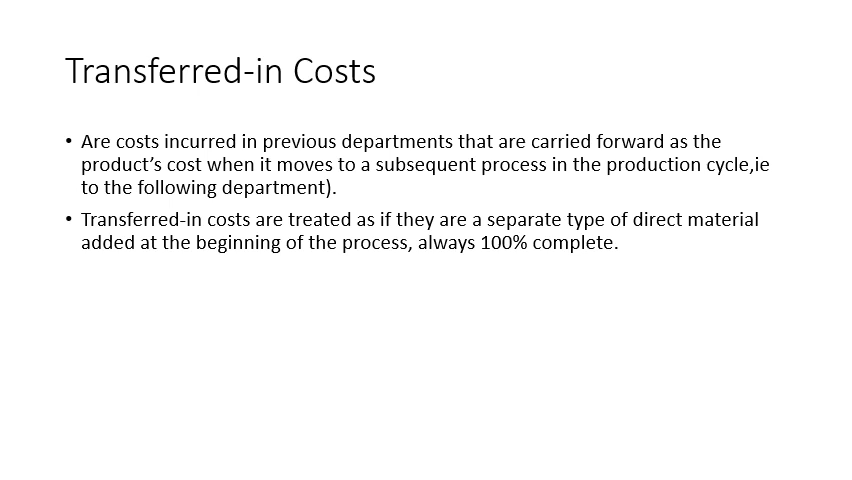 Transferred-in Costs
• Are costs incurred in previous departments that are carried forward as the
product’s cost when it moves to a subsequent process in the production cycle,ie
to the following department).
• Transferred-in costs are treated as if they are a separate type of direct material
added at the beginning of the process, always 100% complete.